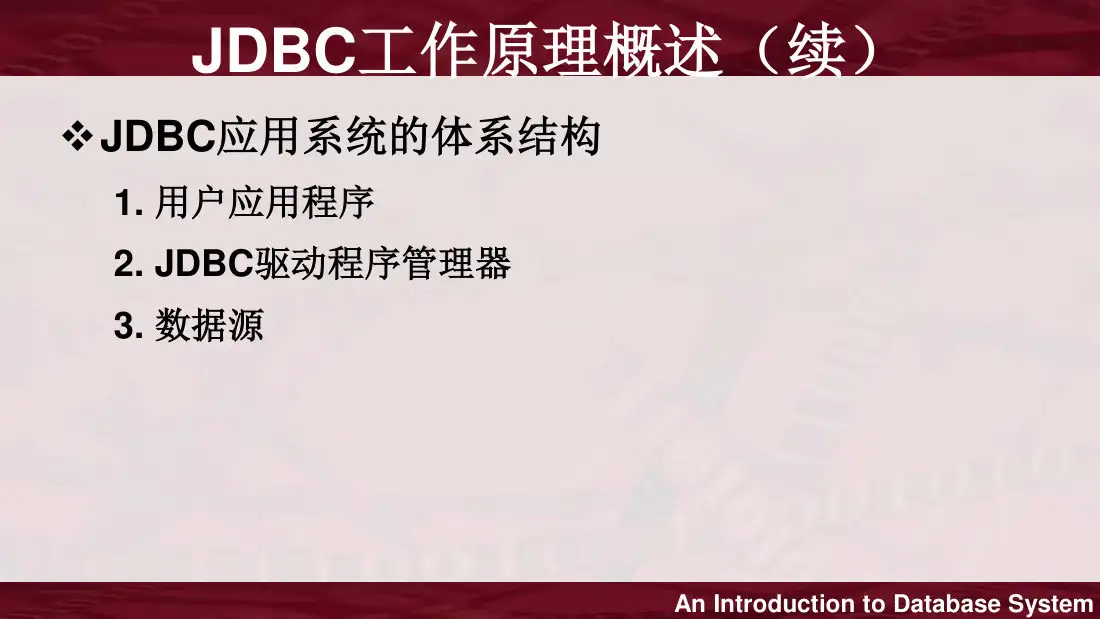 JDBC工作原理概述（续）
❖JDBC应用系统的体系结构
1. 用户应用程序
2. JDBC驱动程序管理器
3. 数据源
An Introduction to Database System